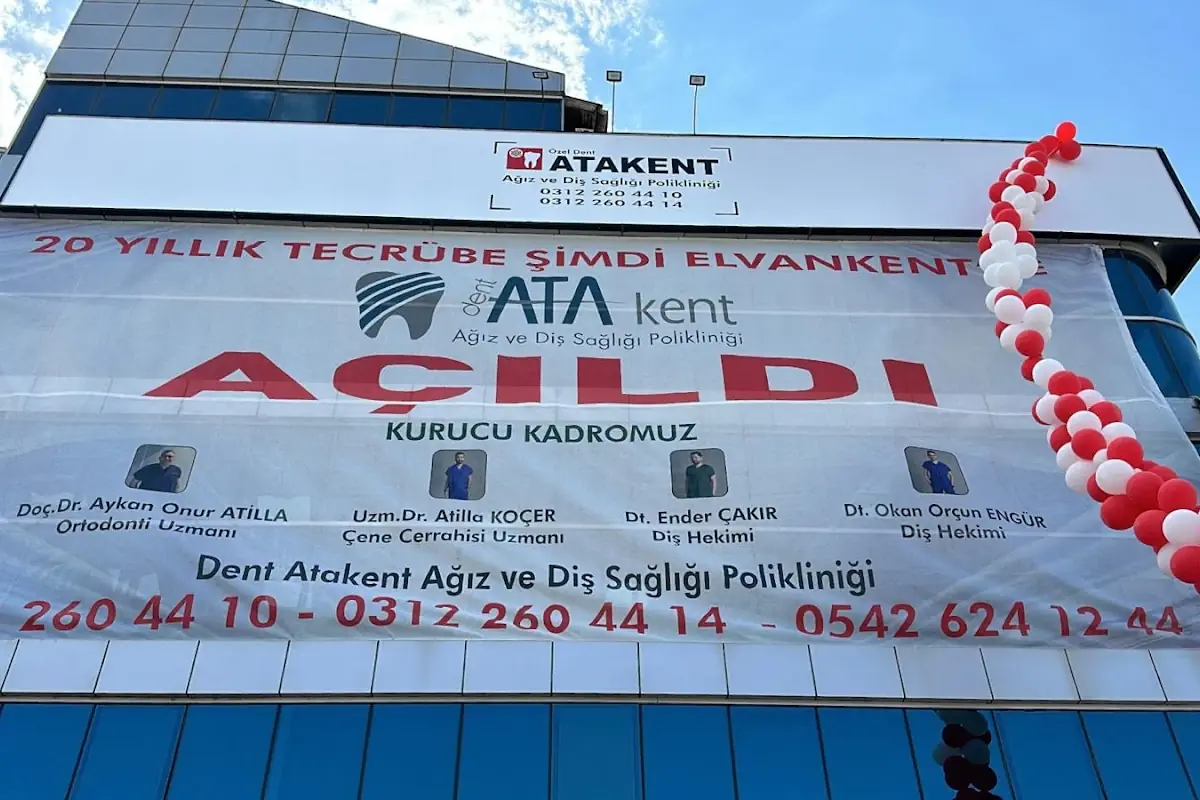 Özel Dent
ATAKENT
Ağız ve Diş Sağlığı Polikliniği
0312 260 44 10
0312 260 44 14
20 YILLIK TECRÜBE ŞİMDİ ELVANKENT
dent ATA kent
Ağız ve Diş Sağlığı Polikliniği
AÇILDI
KURUCU KADROMUZ
Doç.Dr. Aykan Onur ATİLLA
Ortodonti Uzmanı
Uzm.Dr. Atilla KOÇER
Çene Cerrahisi Uzmanı
Dt. Ender ÇAKIR
Diş Hekimi
Dt. Okan Orçun ENGÜR
Diş Hekimi
Dent Atakent Ağız ve Diş Sağlığı Polikliniği
260 44 10 - 0312 260 44 14 - 0542 624 12 44